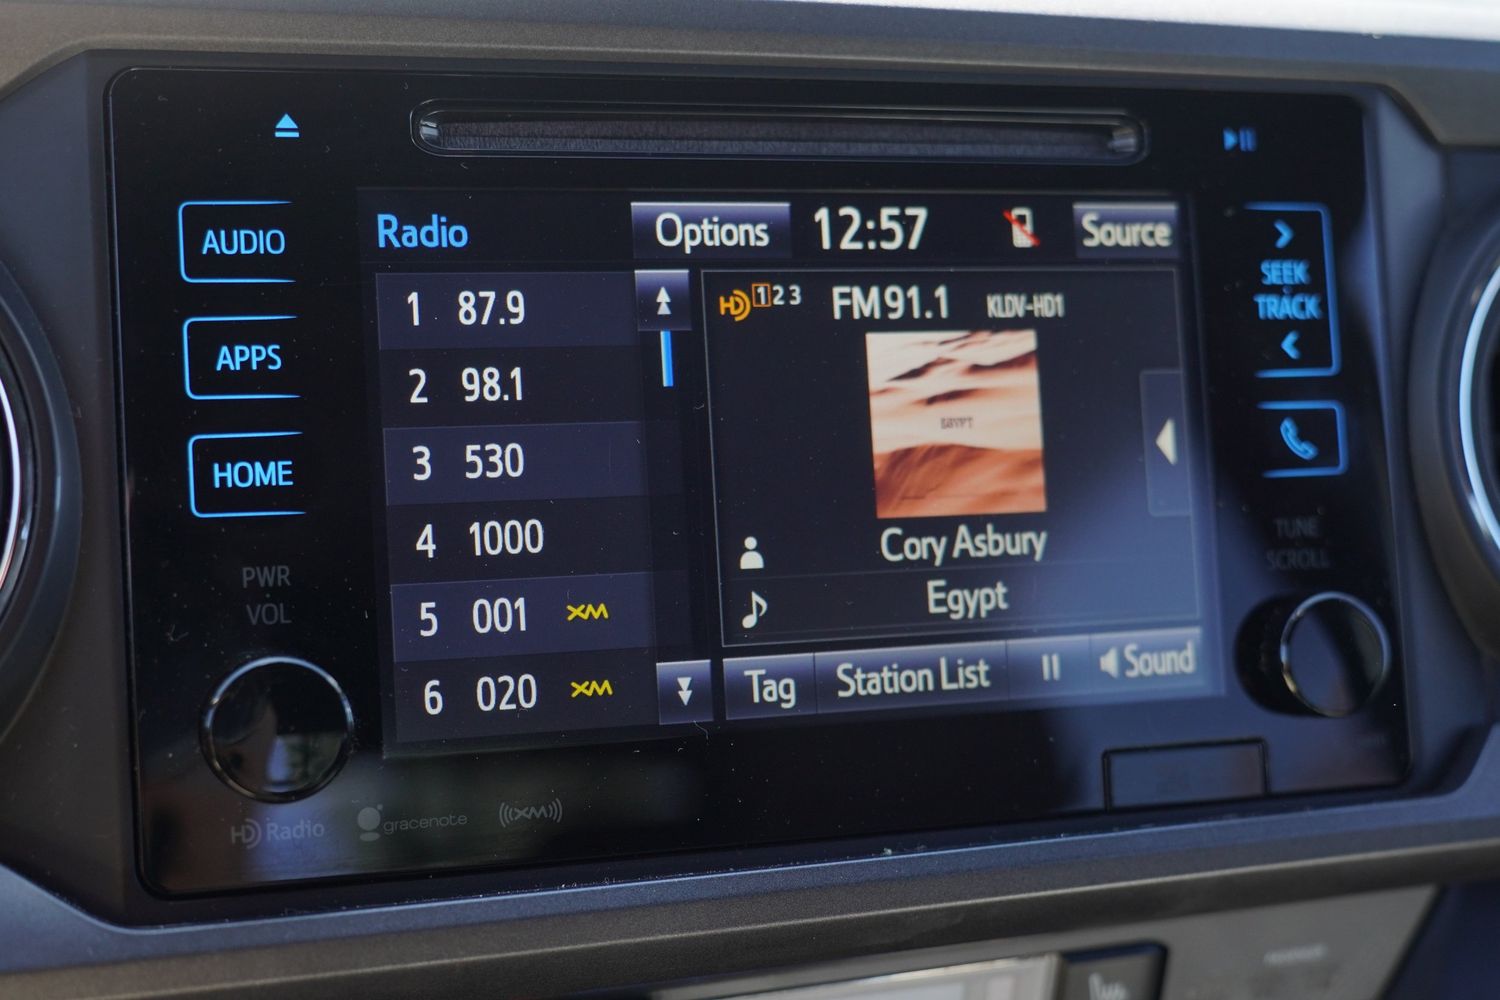 AUDIO
APPS
HOME
PWR
VOL
Radio
Options
12:57
Source
1 87.9
2 98.1
3 530
4 1000
5 001 XM
6 020 XM
HD 1 2 3
FM 91.1
KLDV-HD1
EGYPT
Cory Asbury
Egypt
Tag
Station List
Sound
SEEK
TRACK
TUNE
SCROLL
HD Radio
gracenote
((XM))